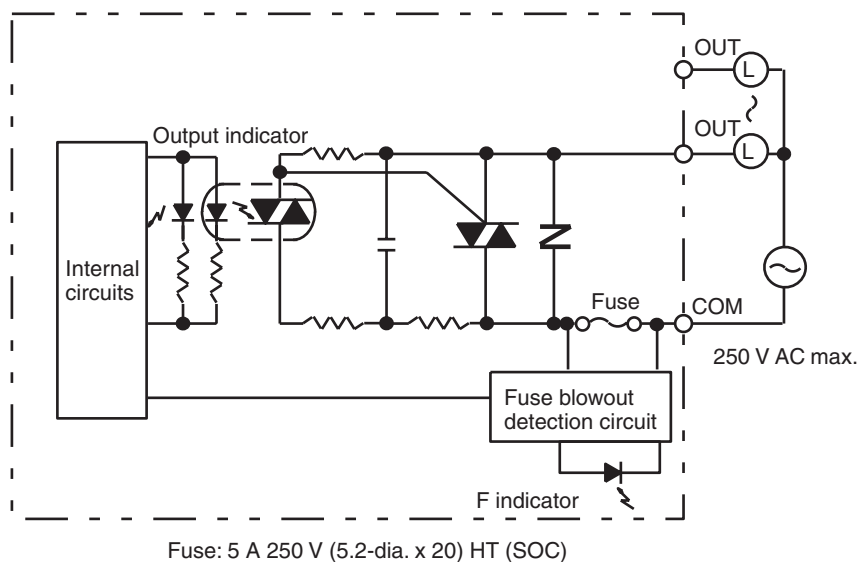 OUT
L
Output indicator
OUT
L
Internal
circuits
Fuse
COM
250 V AC max.
Fuse blowout
detection circuit
F indicator
Fuse: 5 A 250 V (5.2-dia. x 20) HT (SOC)